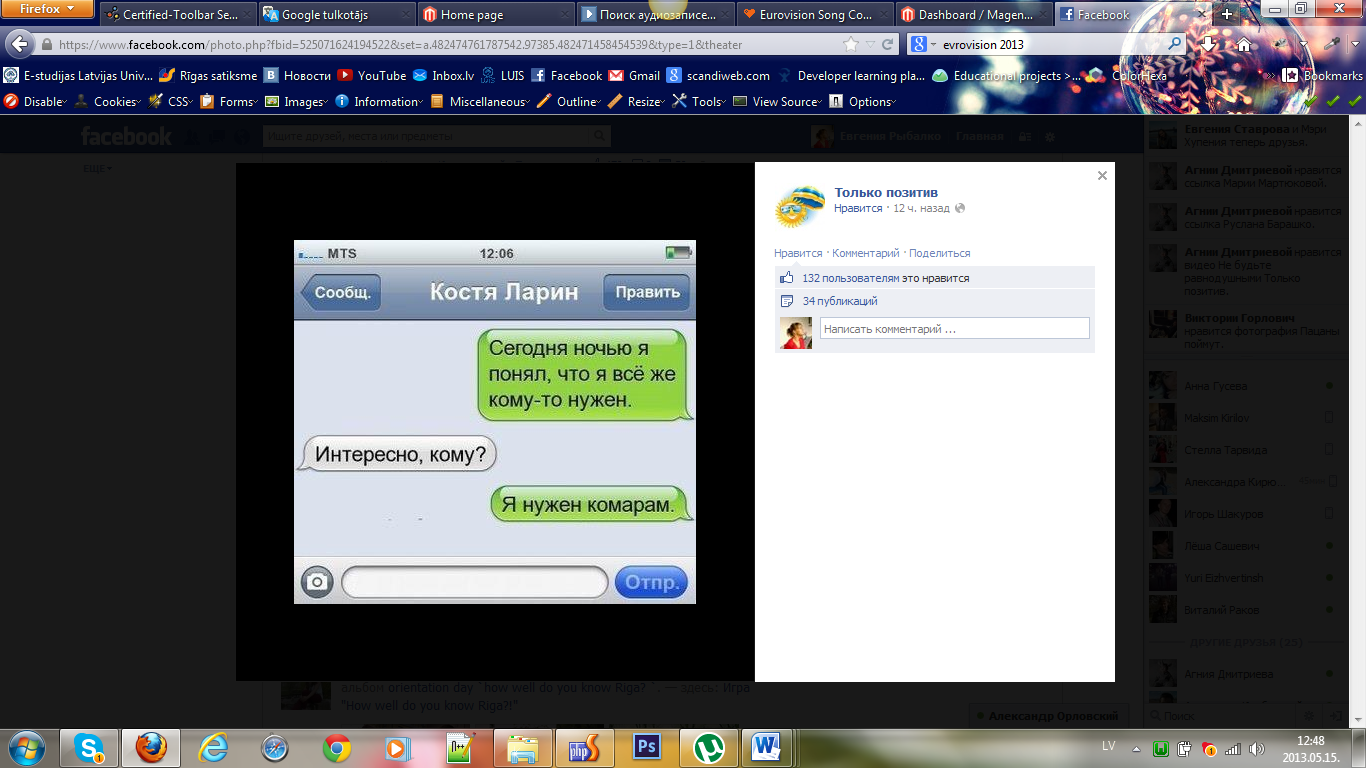 Firefox
Certified-Toolbar Se...
Google tulkotājs
Home page
Поиск аудиозаписе...
Eurovision Song Co...
Dashboard / Magen...
Facebook
https://www.facebook.com/photo.php?fbid=525071624194522&set=a.482474761787542.97385.482471458454539&type=1&theater
evrovision 2013
E-studijas Latvijas Univ...
Rīgas satiksme
Новости
YouTube
Inbox.lv
LUIS
Facebook
Gmail
scandiweb.com
Developer learning pla...
Educational projects >...
ColorHexa
Bookmarks
Disable
Cookies
CSS
Forms
Images
Information
Miscellaneous
Outline
Resize
Tools
View Source
Options
facebook
Ищите друзей, места или предметы
Евгения Рыбалко
Главная
ЕЩЕ
MTS
12:06
Сообщ.
Костя Ларин
Править
Сегодня ночью я
понял, что я всё же
кому-то нужен.
Интересно, кому?
Я нужен комарам.
Отпр.
Только позитив
Нравится · 12 ч. назад
Нравится · Комментарий · Поделиться
132 пользователям это нравится
34 публикаций
Написать комментарий ...
Евгения Ставрова и Мэри
Хупения теперь друзья.
Агния Дмитриевой нравится
ссылка Марии Мартюковой.
Агния Дмитриевой нравится
ссылка Руслана Барашко.
Агния Дмитриевой нравится
видео Не будьте
равнодушными Только
позитив.
Виктории Горлович
нравится фотография Пацаны
поймут.
Анна Гусева
Maksim Kirilov
Стелла Тарвида
Александра Кирю ...
Игорь Шакуров
Лёша Сашевич
Yuri Eizhvertinsh
Виталий Раков
ДРУГИЕ ДРУЗЬЯ (25)
Агния Дмитриева
Поиск
альбом orientation day `how well do you know Riga? `. — здесь: Игра
"How well do you know Riga?!"
Александр Орловский
LV
12:48
2013.05.15.